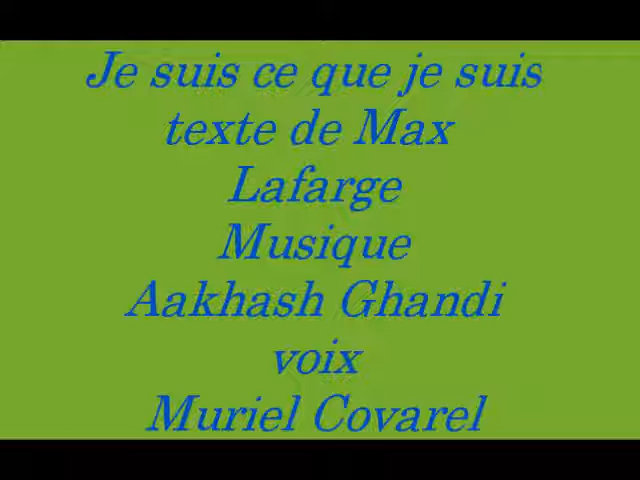 Je suis ce que je suis
texte de Max
Lafarge
Musique
Aakhash Ghandi
voix
Muriel Covarel